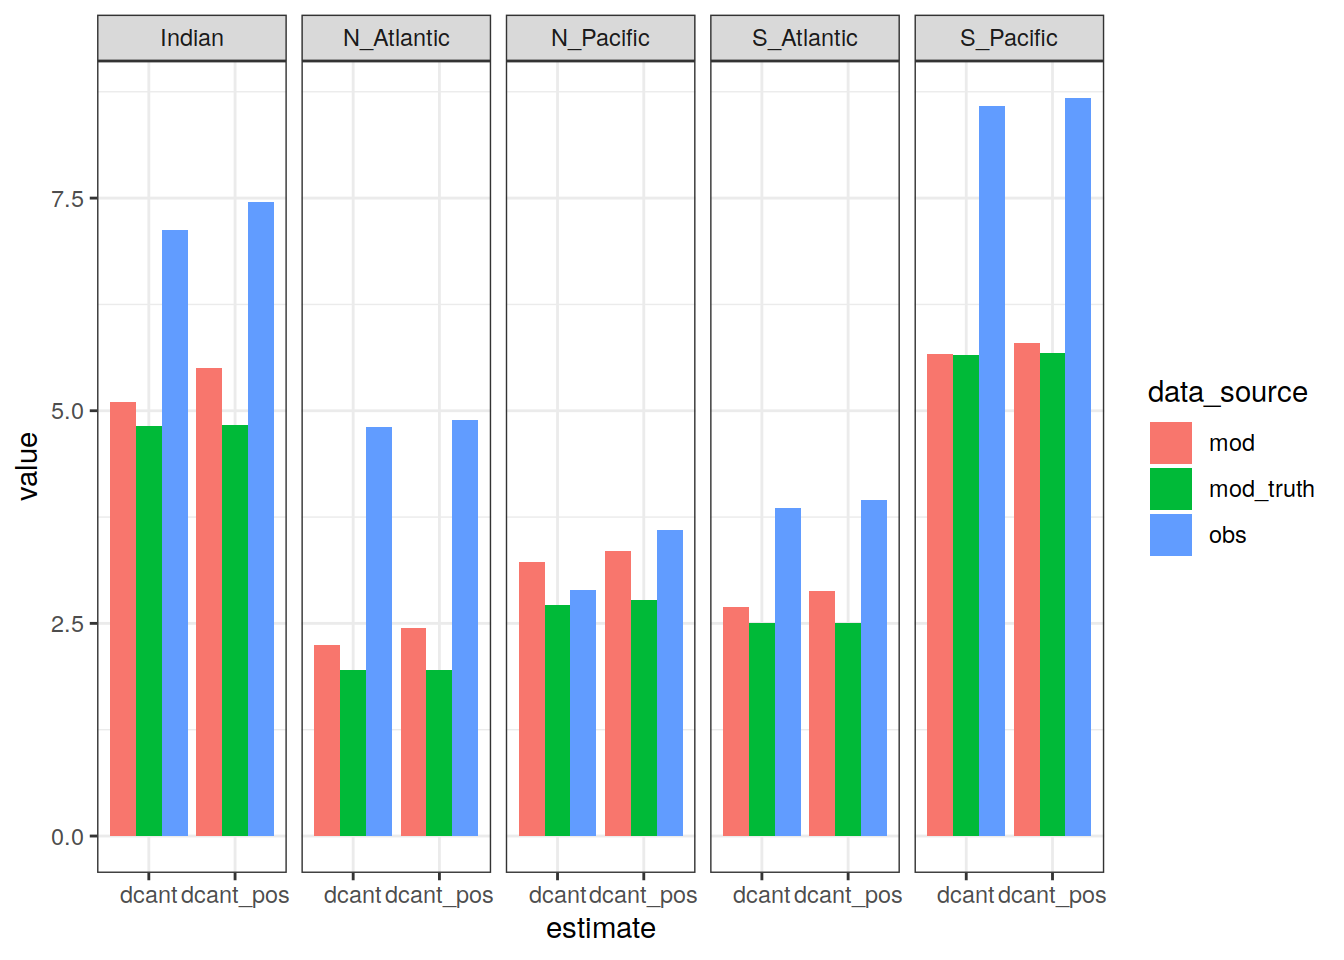 Indian N_Atlantic N_Pacific S_Atlantic S_Pacific
7.5
5.0
2.5
0.0
value
dcant dcant_pos dcant dcant_pos dcant dcant_pos dcant dcant_pos dcant dcant_pos
estimate
data_source
mod
mod_truth
obs